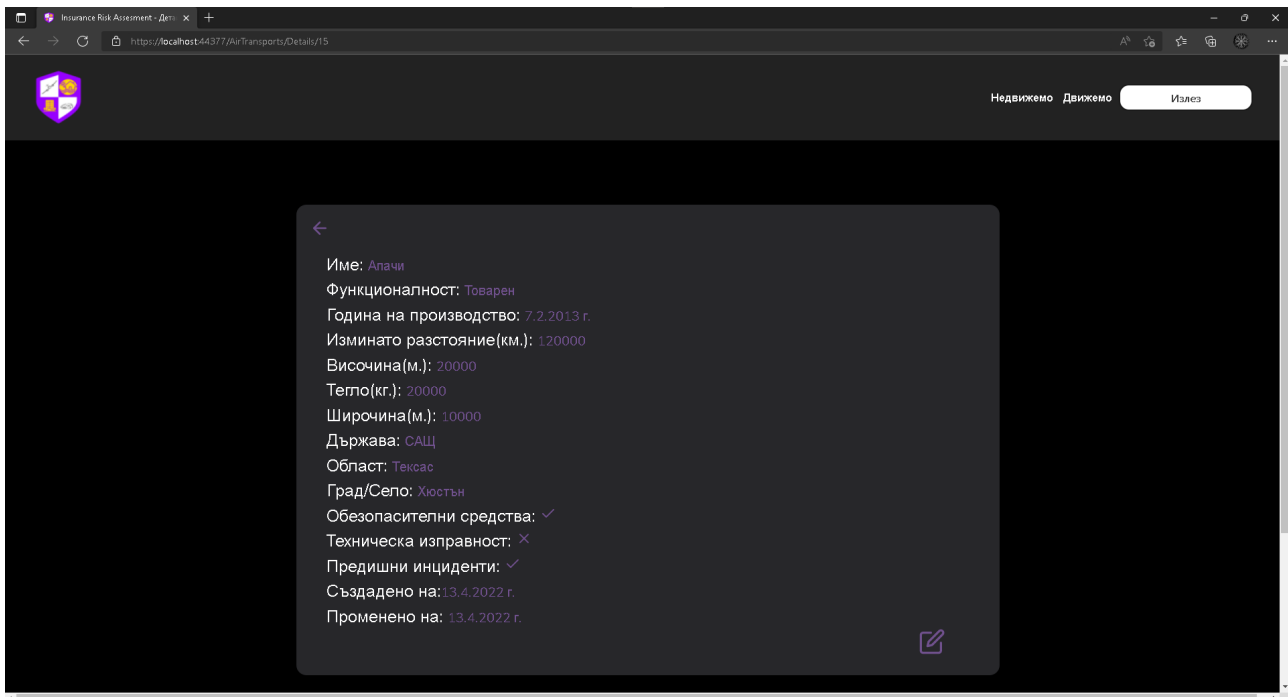 Insurance Risk Assesment - Дета
https://localhost:44377/AirTransports/Details/15
Недвижемо Движемо Излез
Име: Апачи
Функционалност: Товарен
Година на производство: 7.2.2013 г.
Изминато разстояние(км.): 120000
Височина(м.): 20000
Тегло(кг.): 20000
Широчина(м.): 10000
Държава: САЩ
Област: Тексас
Град/Село: Хюстън
Обезопасителни средства:
Техническа изправност:
Предишни инциденти:
Създадено на:13.4.2022 г.
Променено на: 13.4.2022 г.